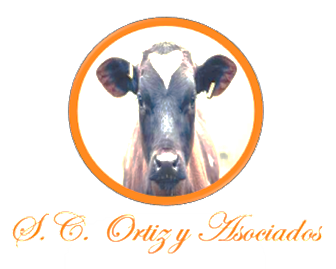 S. C. Ortiz y Asociados